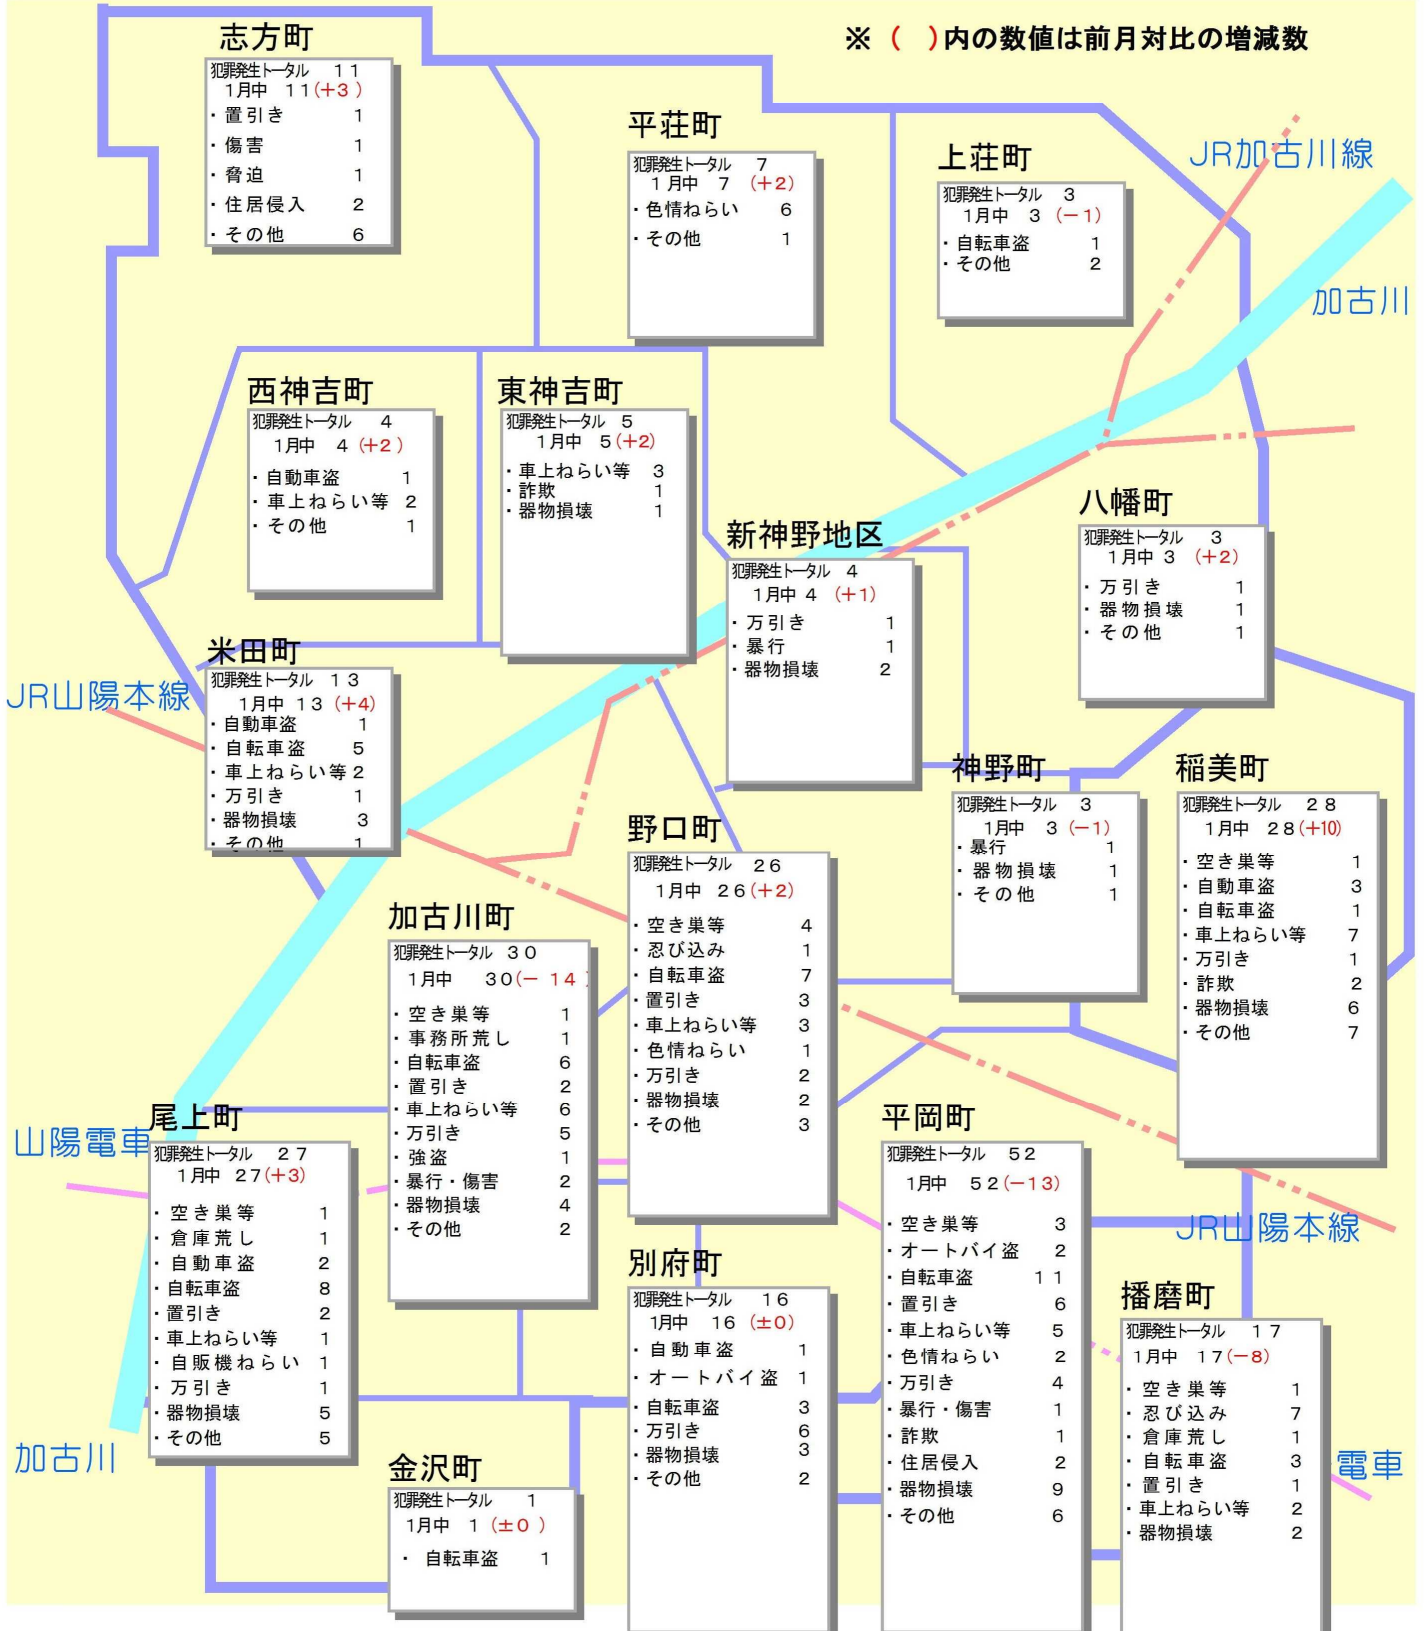 ※（　）内の数値は前月対比の増減数
志方町
犯罪発生トータル　１１
１月中　１１（＋３）
・置引き　１
・傷害　１
・脅迫　１
・住居侵入　２
・その他　６
平荘町
犯罪発生トータル　７
１月中　７　（＋２）
・色情ねらい　６
・その他　１
上荘町
犯罪発生トータル　３
１月中　３　（－１）
・自転車盗　１
・その他　２
JR加古川線
加古川
西神吉町
犯罪発生トータル　４
１月中　４（＋２）
・自動車盗　１
・車上ねらい等　２
・その他　１
東神吉町
犯罪発生トータル　５
１月中　５（＋２）
・車上ねらい等　３
・詐欺　１
・器物損壊　１
新神野地区
犯罪発生トータル　４
１月中　４　（＋１）
・万引き　１
・暴行　１
・器物損壊　２
八幡町
犯罪発生トータル　３
１月中　３　（＋２）
・万引き　１
・器物損壊　１
・その他　１
JR山陽本線
米田町
犯罪発生トータル　１３
１月中　１３（＋４）
・自動車盗　１
・自転車盗　５
・車上ねらい等　２
・万引き　１
・器物損壊　３
・その他　１
神野町
犯罪発生トータル　３
１月中　３（－１）
・暴行　１
・器物損壊　１
・その他　１
稲美町
犯罪発生トータル　２８
１月中　２８（＋10）
・空き巣等　１
・自動車盗　３
・自転車盗　１
・車上ねらい等　７
・万引き　１
・詐欺　２
・器物損壊　６
・その他　７
野口町
犯罪発生トータル　２６
１月中　２６（＋２）
・空き巣等　４
・忍び込み　１
・自転車盗　７
・置引き　３
・車上ねらい等　３
・色情ねらい　１
・万引き　２
・器物損壊　２
・その他　３
加古川町
犯罪発生トータル　３０
１月中　３０（－　１４）
・空き巣等　１
・事務所荒し　１
・自転車盗　６
・置引き　２
・車上ねらい等　６
・万引き　５
・強盗　１
・暴行・傷害　２
・器物損壊　４
・その他　２
山陽電車
尾上町
犯罪発生トータル　２７
１月中　２７（＋３）
・空き巣等　１
・倉庫荒し　１
・自動車盗　２
・自転車盗　８
・置引き　２
・車上ねらい等　１
・自販機ねらい　１
・万引き　１
・器物損壊　５
・その他　５
加古川
平岡町
犯罪発生トータル　５２
１月中　５２（－１３）
・空き巣等　３
・オートバイ盗　２
・自転車盗　１１
・置引き　６
・車上ねらい等　５
・色情ねらい　２
・万引き　４
・暴行・傷害　１
・詐欺　１
・住居侵入　２
・器物損壊　９
・その他　６
JR山陽本線
別府町
犯罪発生トータル　１６
１月中　１６　（±０）
・自動車盗　１
・オートバイ盗　１
・自転車盗　３
・万引き　６
・器物損壊　３
・その他　２
播磨町
犯罪発生トータル　１７
１月中　１７（－８）
・空き巣等　１
・忍び込み　７
・倉庫荒し　１
・自転車盗　３
・置引き　１
・車上ねらい等　２
・器物損壊　２
電車
金沢町
犯罪発生トータル　１
１月中　１（±０）
・自転車盗　１